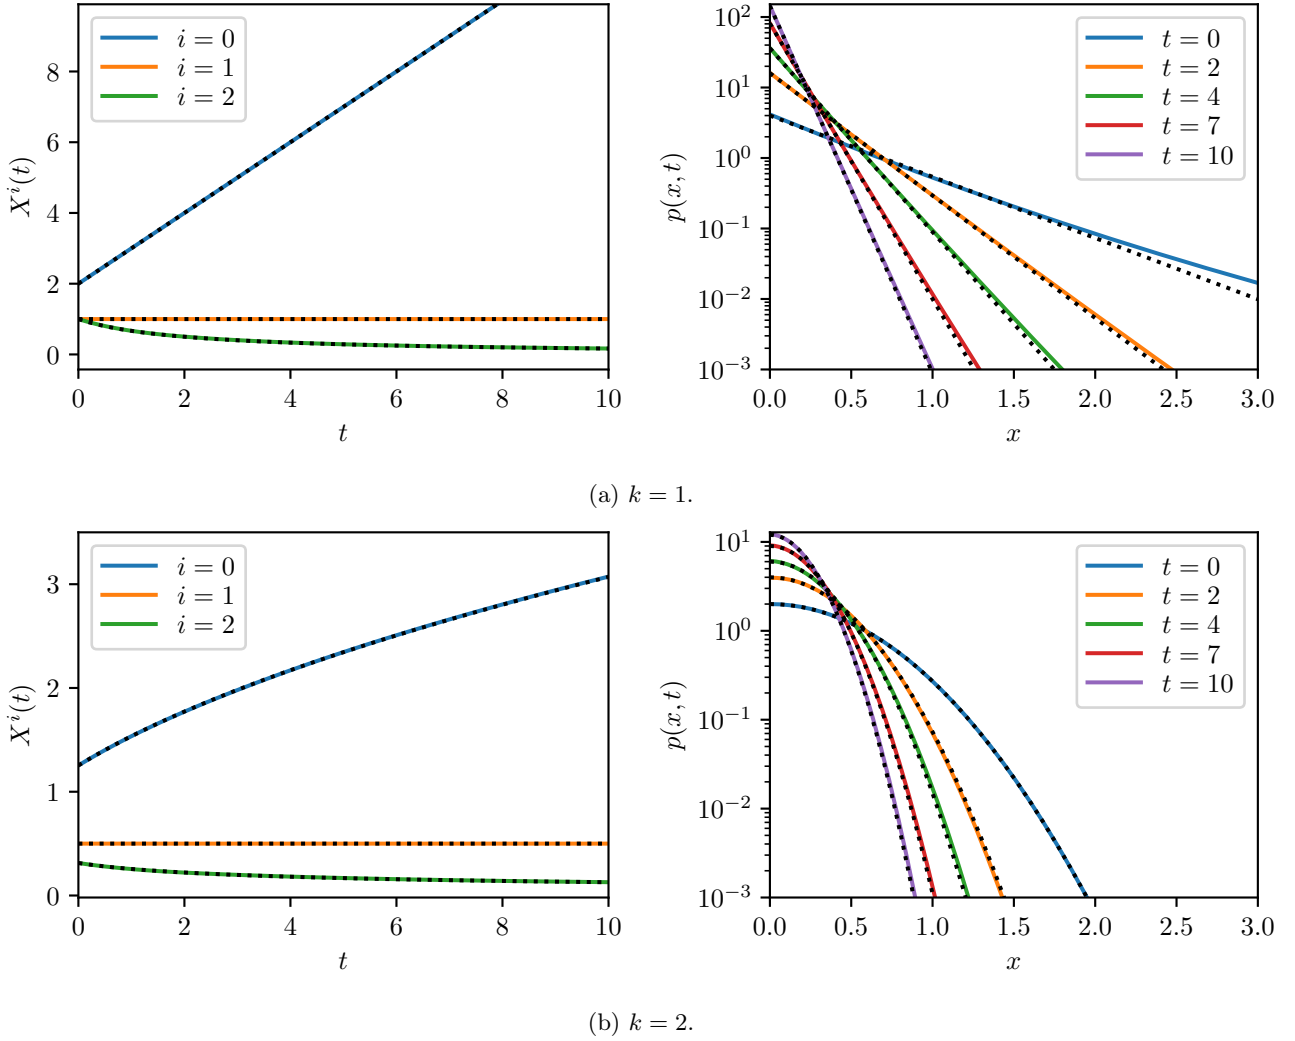 8
6
4
2
0
X^i(t)
i = 0
i = 1
i = 2
0 2 4 6 8 10
t
10^2
10^1
10^0
10^−1
10^−2
10^−3
p(x, t)
t = 0
t = 2
t = 4
t = 7
t = 10
0.0 0.5 1.0 1.5 2.0 2.5 3.0
x
(a) k = 1.
3
2
1
0
X^i(t)
i = 0
i = 1
i = 2
0 2 4 6 8 10
t
10^1
10^0
10^−1
10^−2
10^−3
p(x, t)
t = 0
t = 2
t = 4
t = 7
t = 10
0.0 0.5 1.0 1.5 2.0 2.5 3.0
x
(b) k = 2.